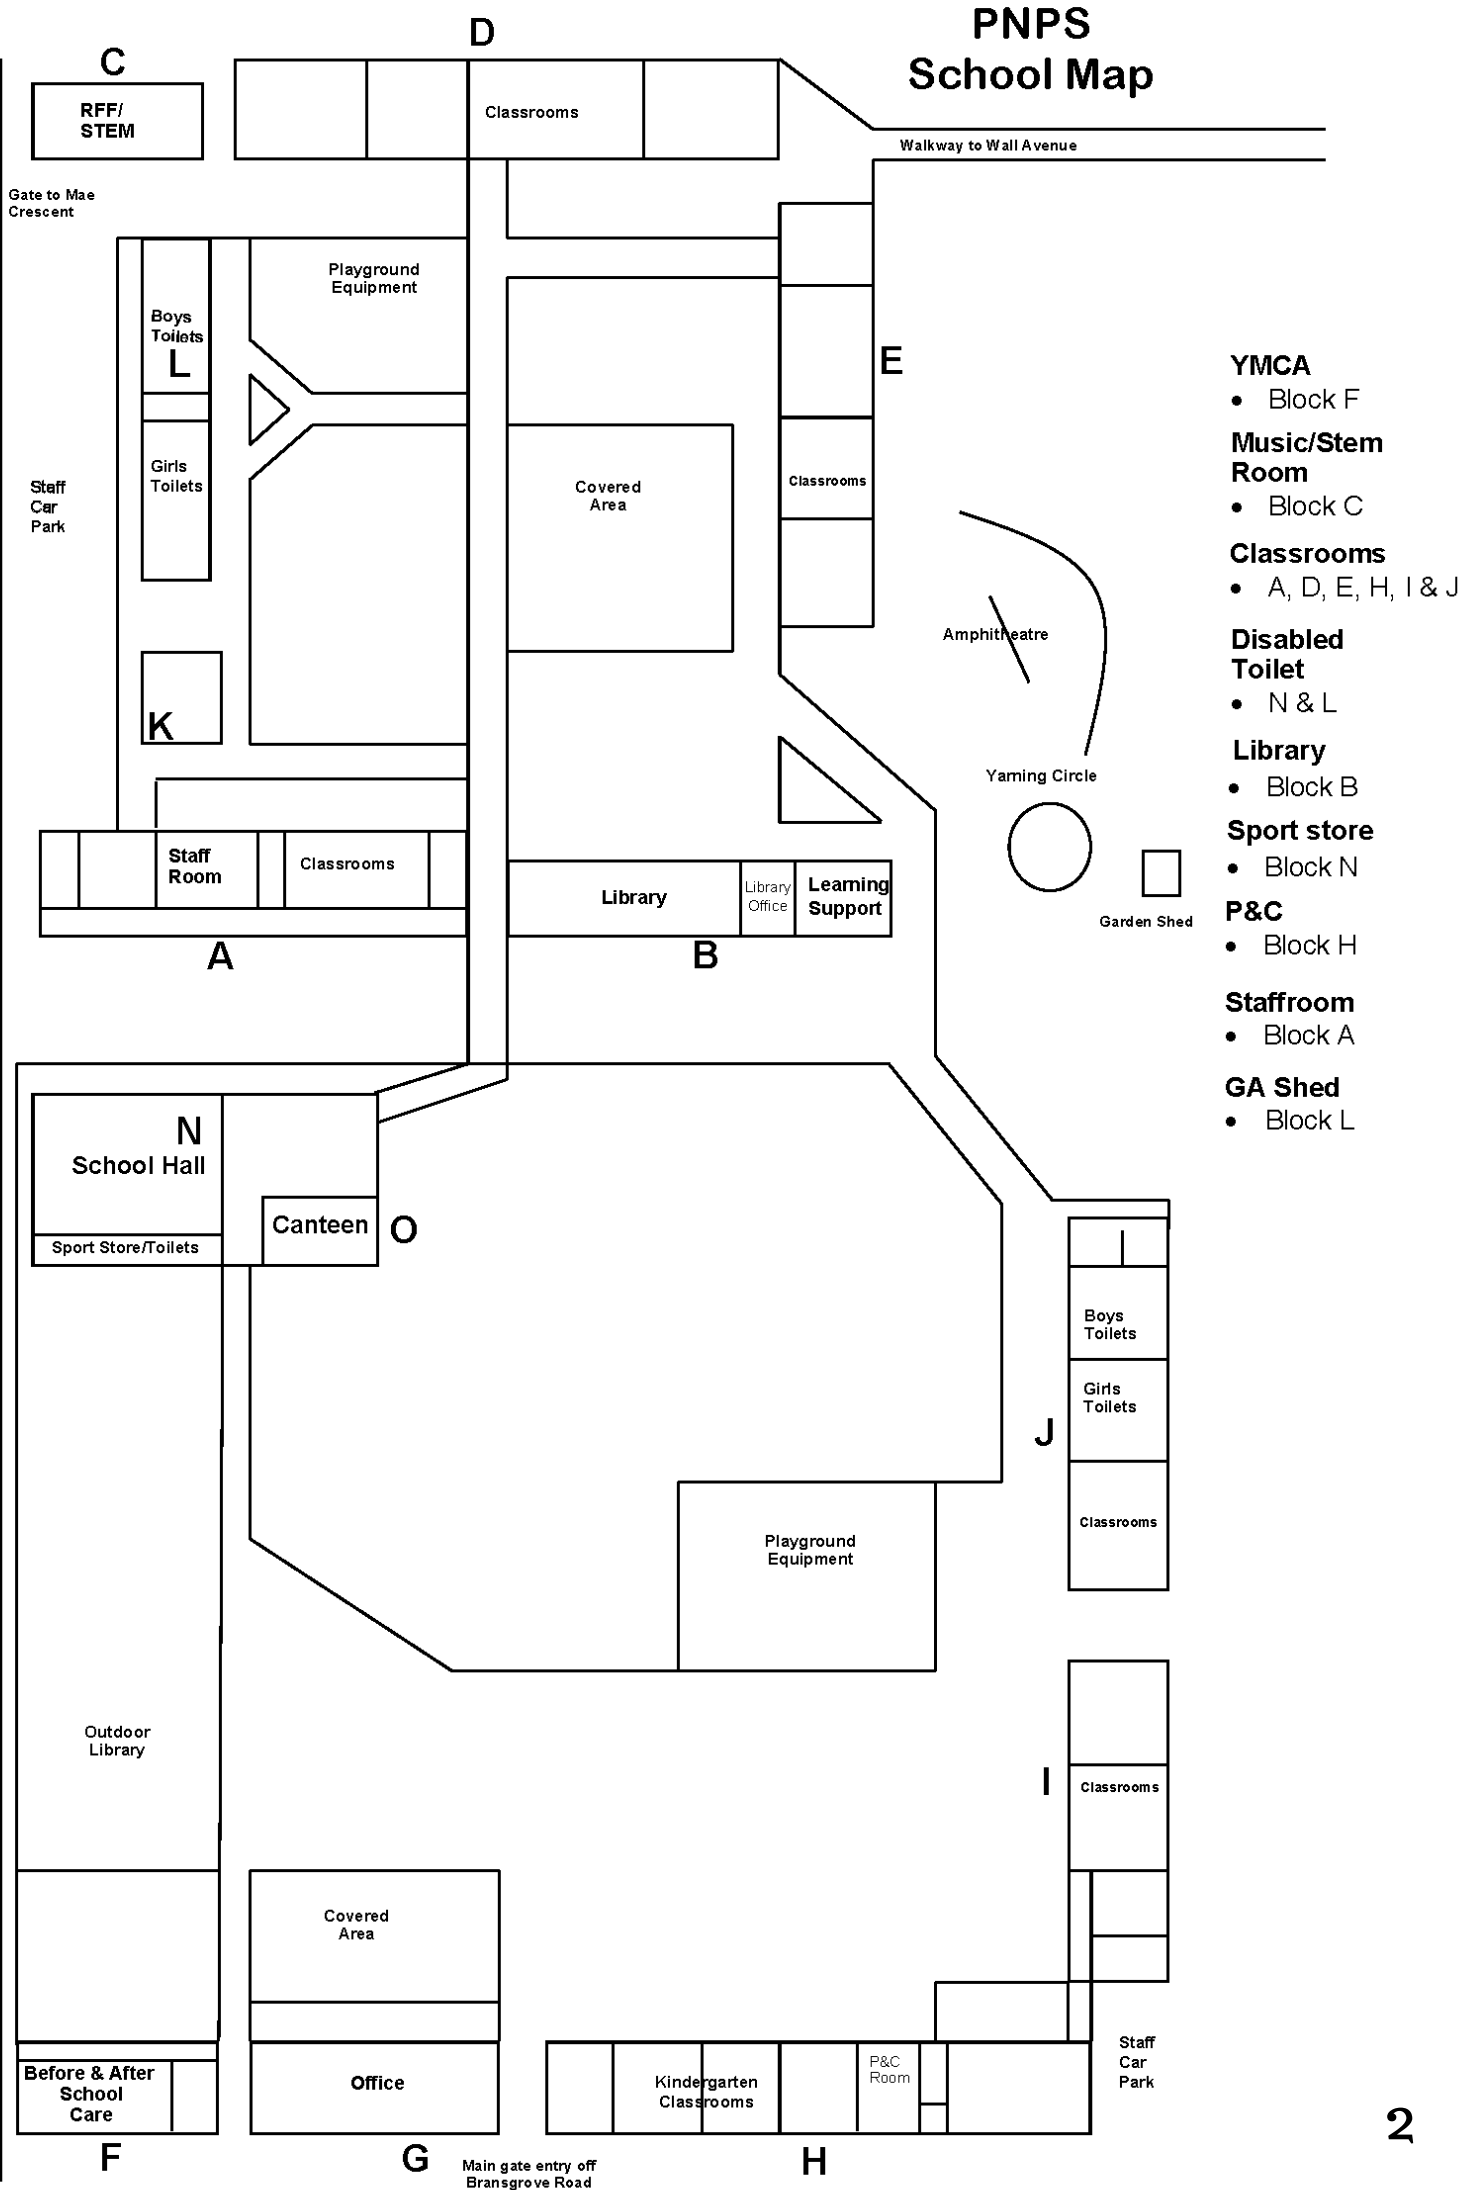 PNPS
School Map
D
C
RFF/
STEM
Classrooms
Walkway to Wall Avenue
Gate to Mae
Crescent
Playground
Equipment
Boys
Toilets
L
E
Girls
Toilets
Staff
Car
Park
Covered
Area
Classrooms
Amphitheatre
K
Yarning Circle
Staff
Room
Classrooms
Library
Library
Office
Learning
Support
Garden Shed
A
B
YMCA
• Block F
Music/Stem
Room
• Block C
Classrooms
• A, D, E, H, I & J
Disabled
Toilet
• N & L
Library
• Block B
Sport store
• Block N
P&C
• Block H
Staffroom
• Block A
GA Shed
• Block L
N
School Hall
Canteen
O
Sport Store/Toilets
Boys
Toilets
Girls
Toilets
J
Classrooms
Playground
Equipment
Outdoor
Library
I
Classrooms
Covered
Area
Before & After
School
Care
Office
Kindergarten
Classrooms
P&C
Room
Staff
Car
Park
F
G
H
Main gate entry off
Bransgrove Road
2